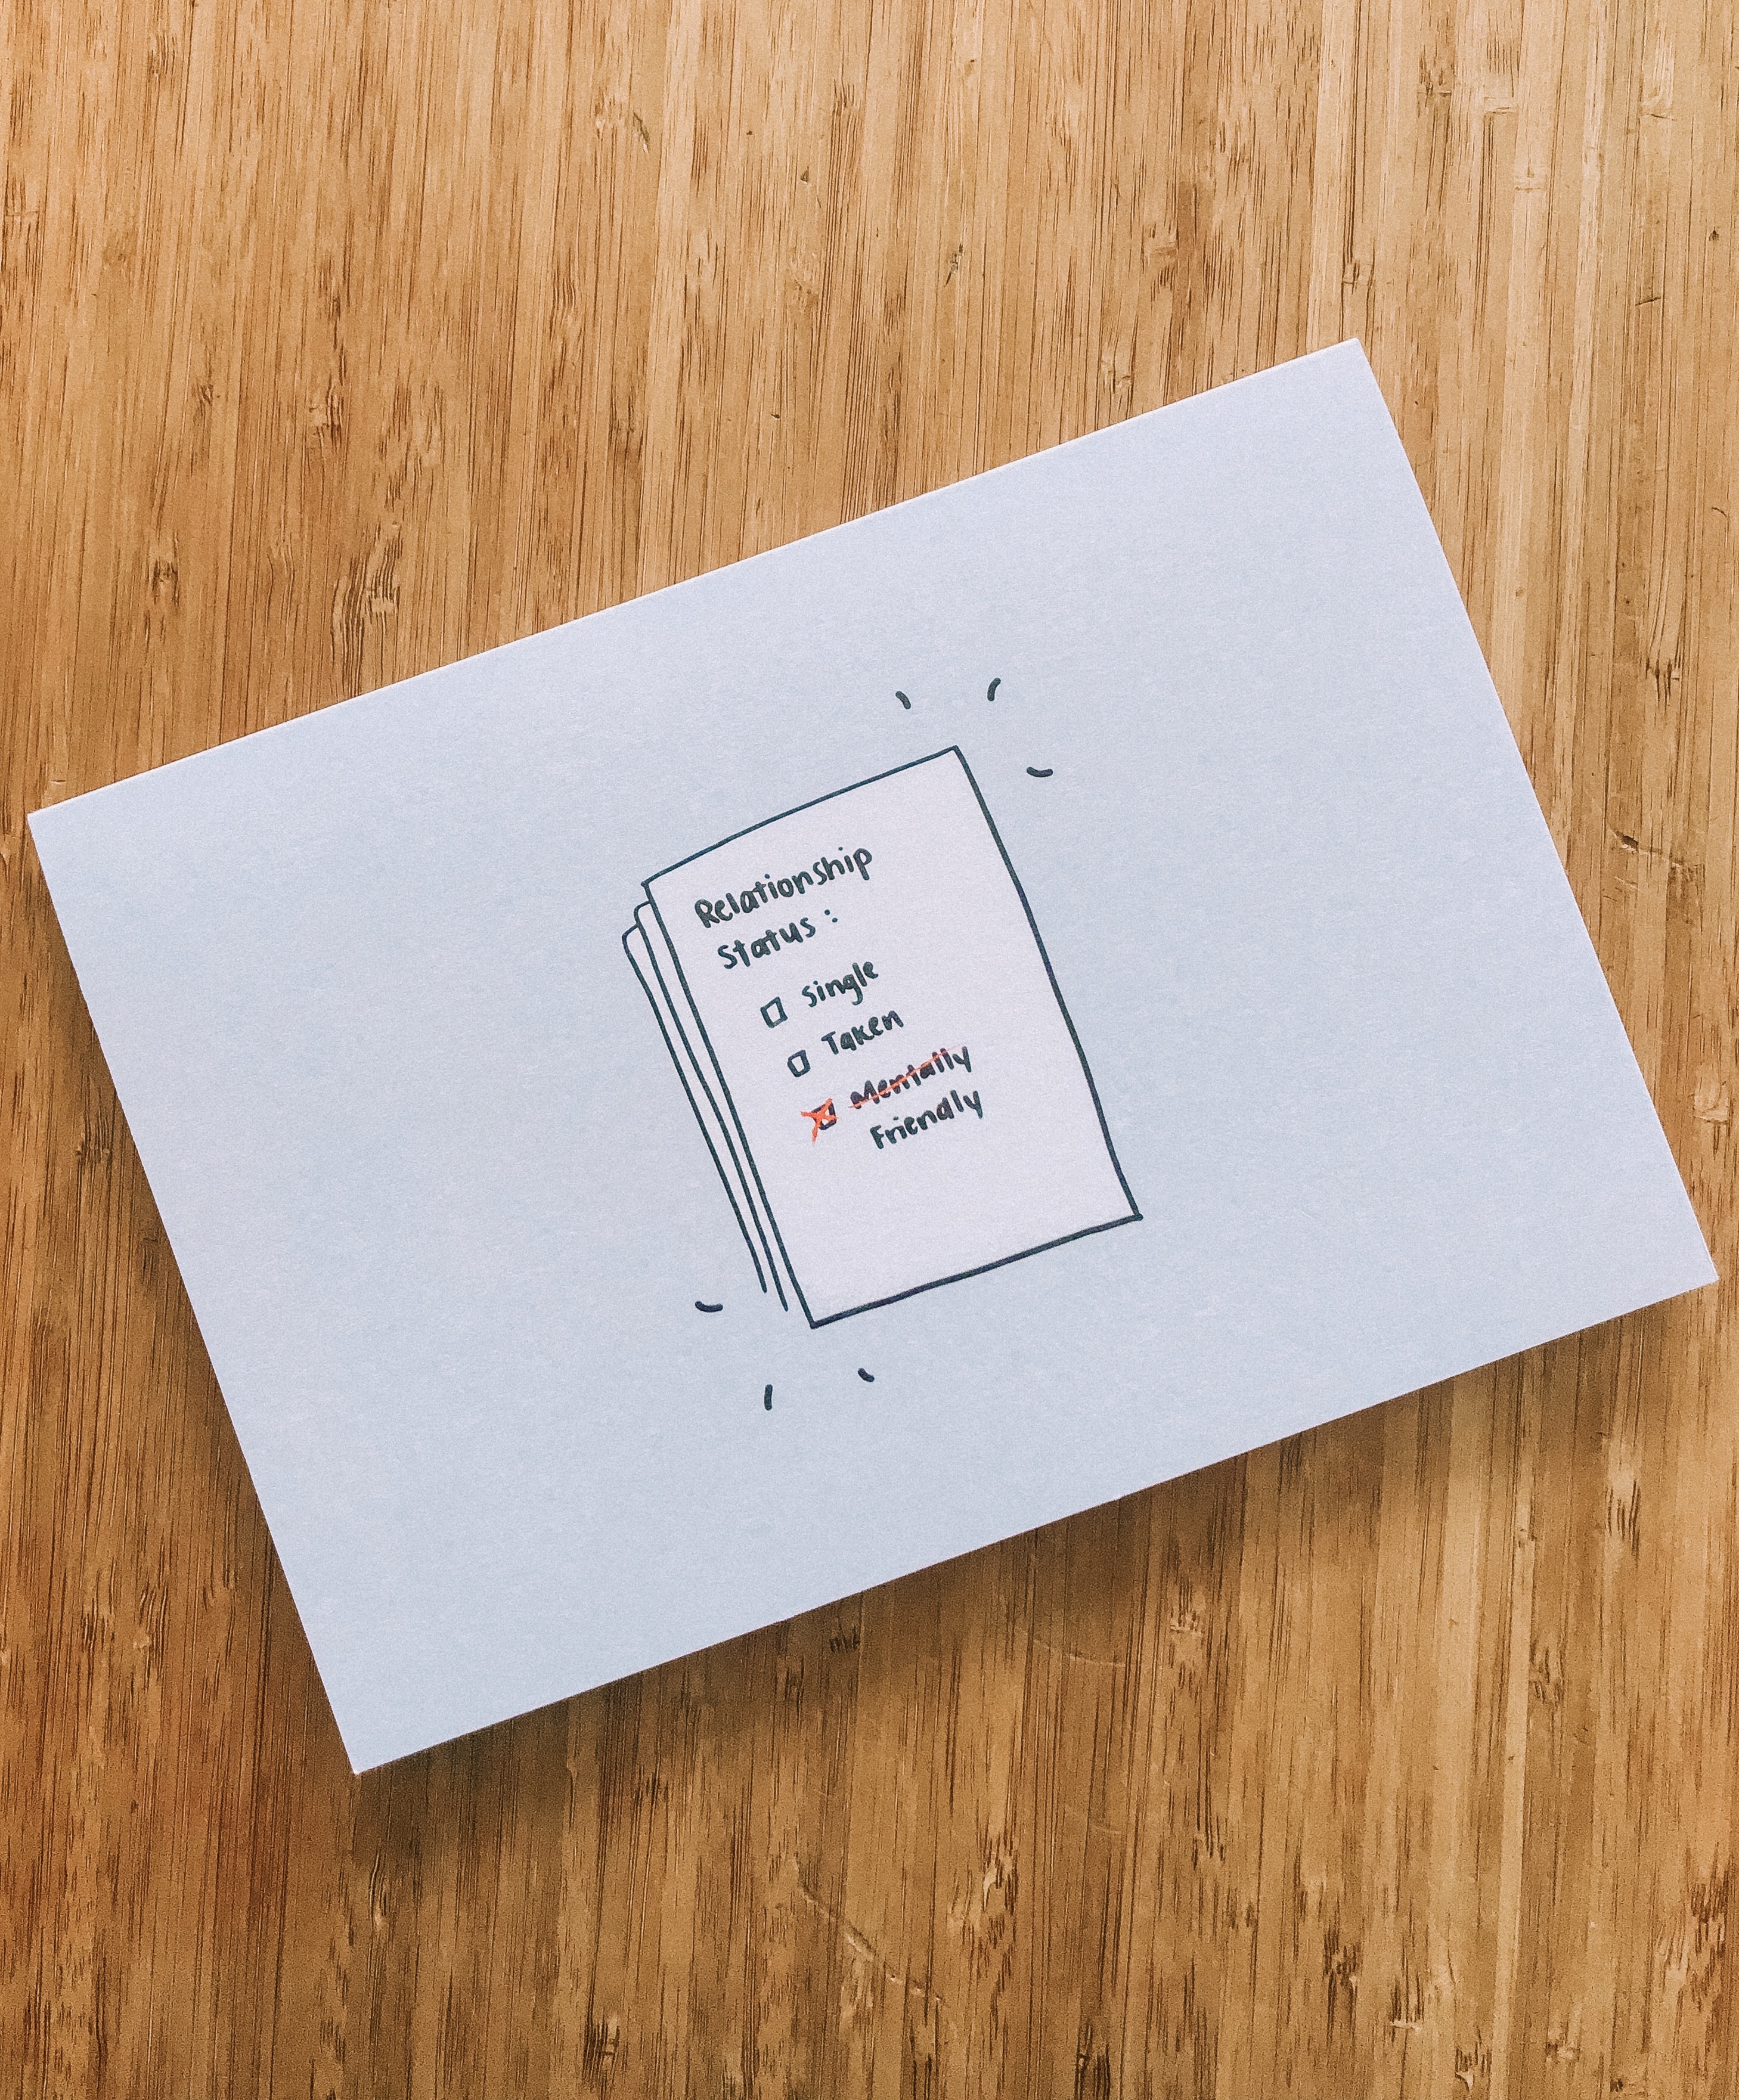 Relationship
Status:
Single
Taken
Mentally
Friendly